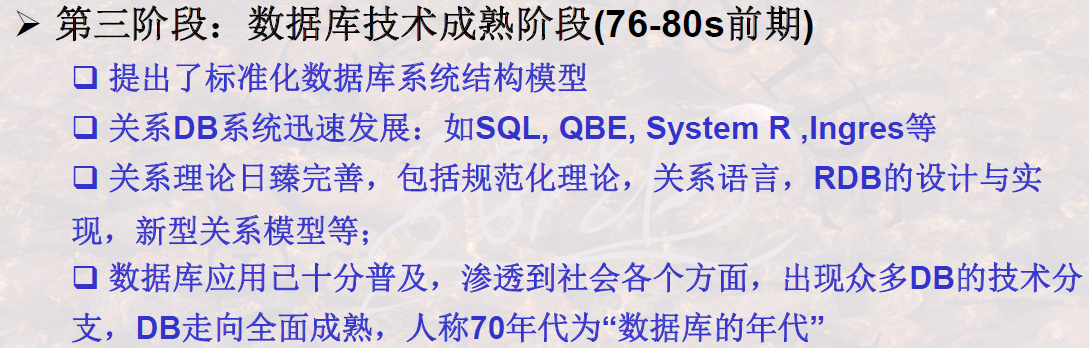 ➢ 第三阶段：数据库技术成熟阶段(76-80s前期)
❑ 提出了标准化数据库系统结构模型
❑ 关系DB系统迅速发展：如SQL, QBE, System R ,Ingres等
❑ 关系理论日臻完善，包括规范化理论，关系语言，RDB的设计与实
现，新型关系模型等；
❑ 数据库应用已十分普及，渗透到社会各个方面，出现众多DB的技术分
支，DB走向全面成熟，人称70年代为“数据库的年代”